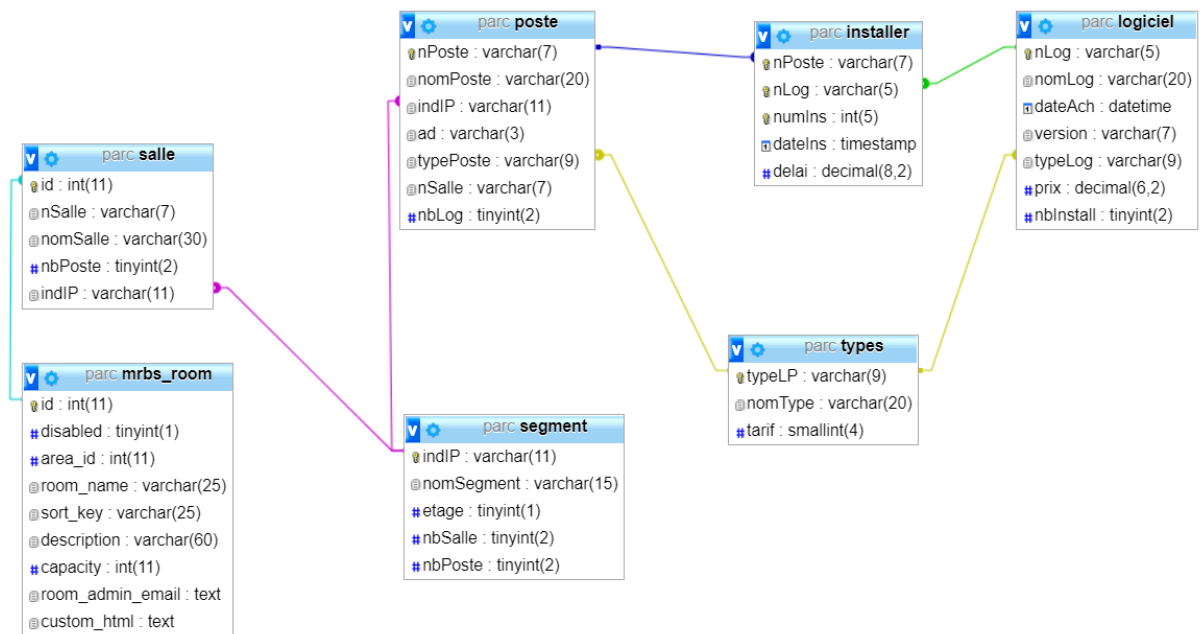 v parc salle
id : int(11)
nSalle : varchar(7)
nomSalle : varchar(30)
# nbPoste : tinyint(2)
indIP : varchar(11)
v parc mrbs_room
id : int(11)
# disabled : tinyint(1)
# area_id : int(11)
room_name : varchar(25)
sort_key : varchar(25)
description : varchar(60)
# capacity : int(11)
room_admin_email : text
custom_html : text
v parc poste
nPoste : varchar(7)
nomPoste : varchar(20)
indIP : varchar(11)
ad : varchar(3)
typePoste : varchar(9)
nSalle : varchar(7)
# nbLog : tinyint(2)
v parc segment
indIP : varchar(11)
nomSegment : varchar(15)
# etage : tinyint(1)
# nbSalle : tinyint(2)
# nbPoste : tinyint(2)
v parc installer
nPoste : varchar(7)
nLog : varchar(5)
numIns : int(5)
dateIns : timestamp
# delai : decimal(8,2)
v parc types
typeLP : varchar(9)
nomType : varchar(20)
# tarif : smallint(4)
v parc logiciel
nLog : varchar(5)
nomLog : varchar(20)
dateAch : datetime
version : varchar(7)
typeLog : varchar(9)
# prix : decimal(6,2)
# nbInstall : tinyint(2)